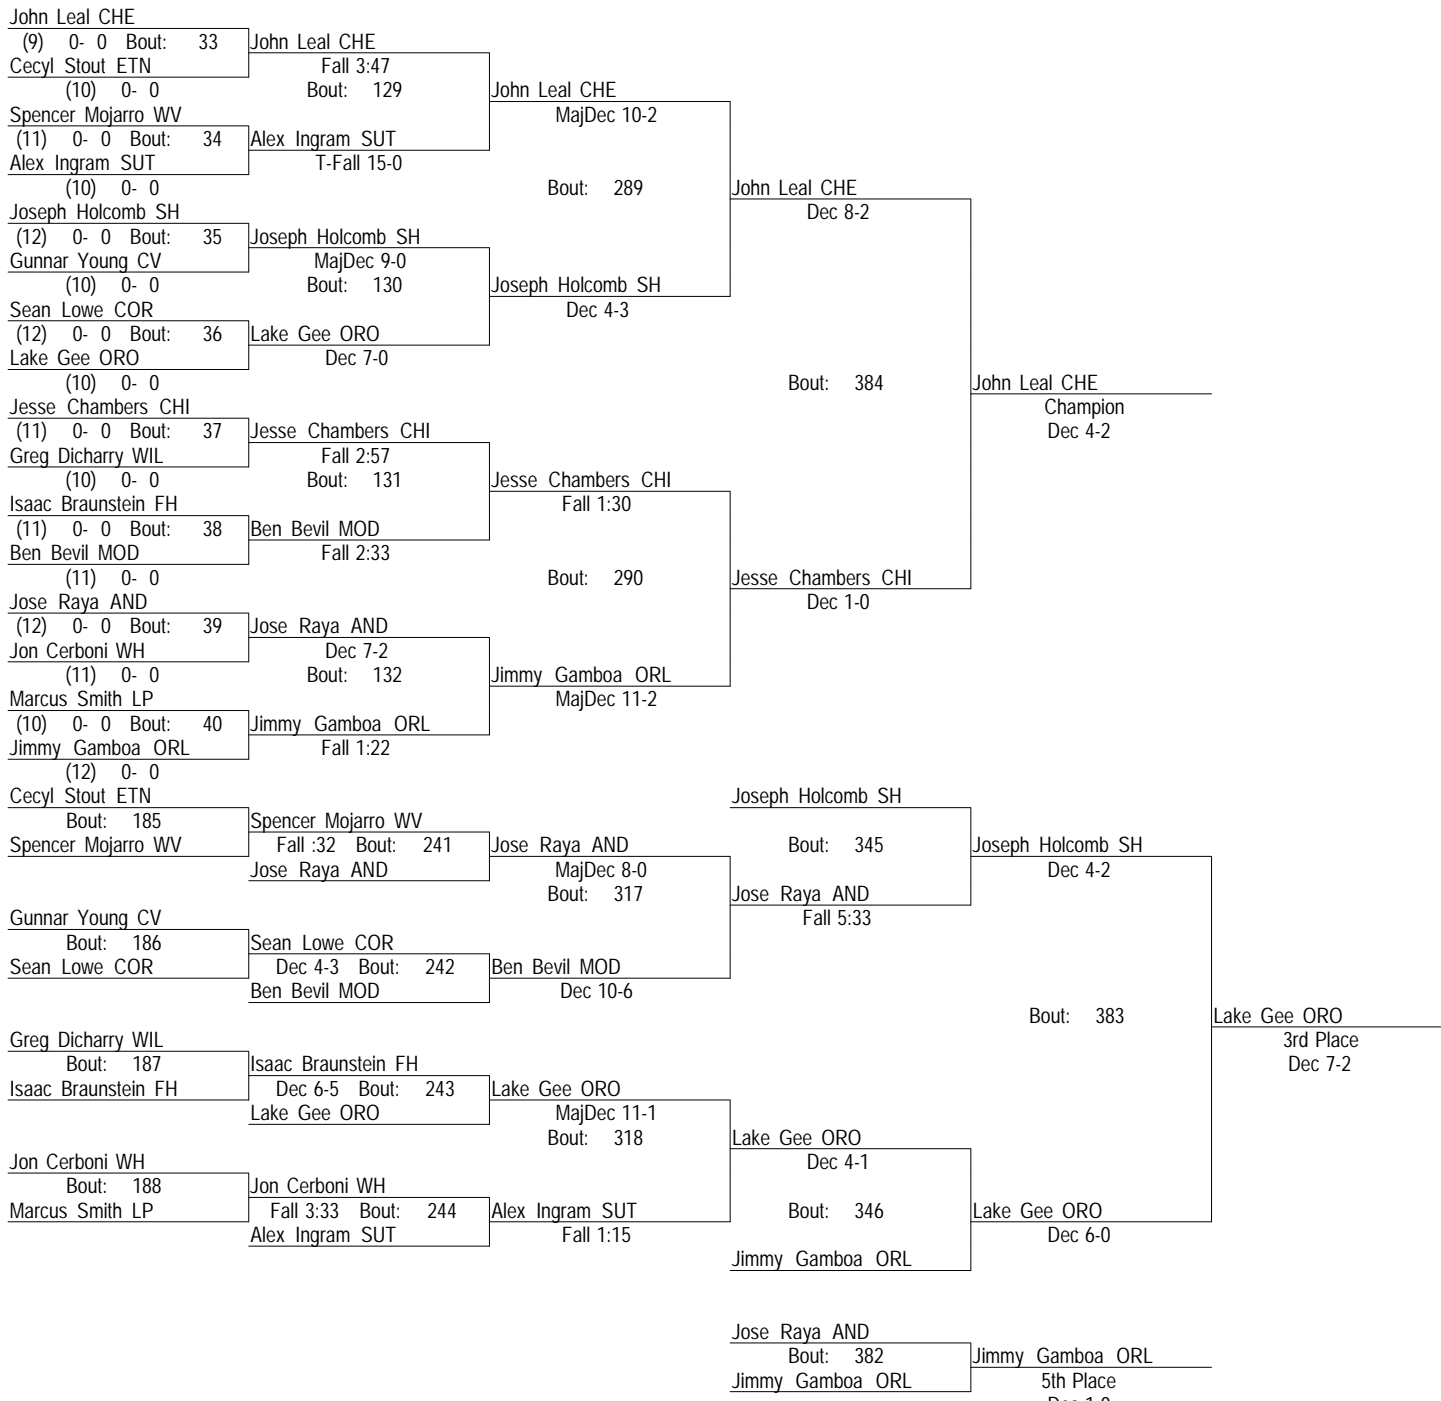 John Leal CHE
(9) 0- 0 Bout: 33 John Leal CHE
Cecyl Stout ETN Fall 3:47
(10) 0- 0 Bout: 129 John Leal CHE
Spencer Mojarro WV MajDec 10-2
(11) 0- 0 Bout: 34 Alex Ingram SUT
Alex Ingram SUT T-Fall 15-0
(10) 0- 0 Bout: 289 John Leal CHE
Joseph Holcomb SH Dec 8-2
(12) 0- 0 Bout: 35 Joseph Holcomb SH
Gunnar Young CV MajDec 9-0
(10) 0- 0 Bout: 130 Joseph Holcomb SH
Sean Lowe COR Dec 4-3
(12) 0- 0 Bout: 36 Lake Gee ORO
Lake Gee ORO Dec 7-0
(10) 0- 0 Bout: 384 John Leal CHE
Jesse Chambers CHI Champion
(11) 0- 0 Bout: 37 Jesse Chambers CHI Dec 4-2
Greg Dicharry WIL Fall 2:57
(10) 0- 0 Bout: 131 Jesse Chambers CHI
Isaac Braunstein FH Fall 1:30
(11) 0- 0 Bout: 38 Ben Bevil MOD
Ben Bevil MOD Fall 2:33
(11) 0- 0 Bout: 290 Jesse Chambers CHI
Jose Raya AND Dec 1-0
(12) 0- 0 Bout: 39 Jose Raya AND
Jon Cerboni WH Dec 7-2
(11) 0- 0 Bout: 132 Jimmy Gamboa ORL
Marcus Smith LP MajDec 11-2
(10) 0- 0 Bout: 40 Jimmy Gamboa ORL
Jimmy Gamboa ORL Fall 1:22
(12) 0- 0
Cecyl Stout ETN Joseph Holcomb SH
Bout: 185 Spencer Mojarro WV
Spencer Mojarro WV Fall :32 Bout: 241 Jose Raya AND Bout: 345 Joseph Holcomb SH
Jose Raya AND MajDec 8-0 Dec 4-2
Bout: 317 Jose Raya AND
Gunnar Young CV Fall 5:33
Bout: 186 Sean Lowe COR
Sean Lowe COR Dec 4-3 Bout: 242 Ben Bevil MOD
Ben Bevil MOD Dec 10-6
Bout: 383 Lake Gee ORO
Greg Dicharry WIL 3rd Place
Bout: 187 Isaac Braunstein FH Dec 7-2
Isaac Braunstein FH Dec 6-5 Bout: 243 Lake Gee ORO
Lake Gee ORO MajDec 11-1
Bout: 318 Lake Gee ORO
Jon Cerboni WH Dec 4-1
Bout: 188 Jon Cerboni WH
Marcus Smith LP Fall 3:33 Bout: 244 Alex Ingram SUT Bout: 346 Lake Gee ORO
Alex Ingram SUT Fall 1:15 Dec 6-0
Jimmy Gamboa ORL
Jose Raya AND
Bout: 382 Jimmy Gamboa ORL
Jimmy Gamboa ORL 5th Place